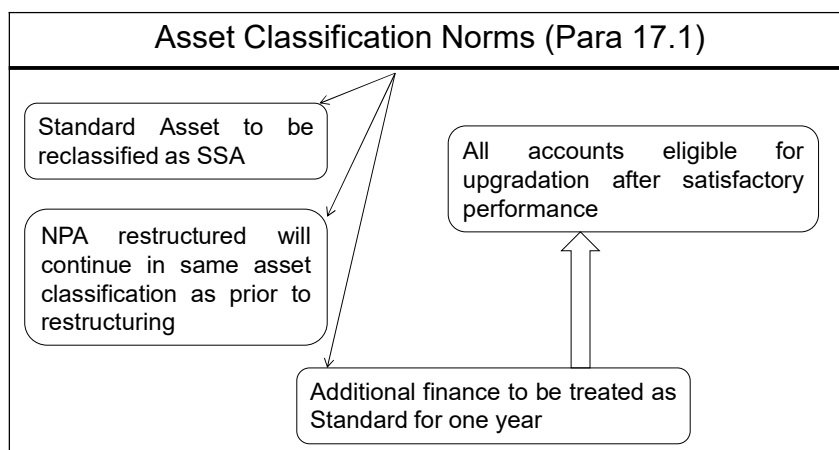 Asset Classification Norms (Para 17.1)
Standard Asset to be
reclassified as SSA
All accounts eligible for
upgradation after satisfactory
performance
NPA restructured will
continue in same asset
classification as prior to
restructuring
Additional finance to be treated as
Standard for one year